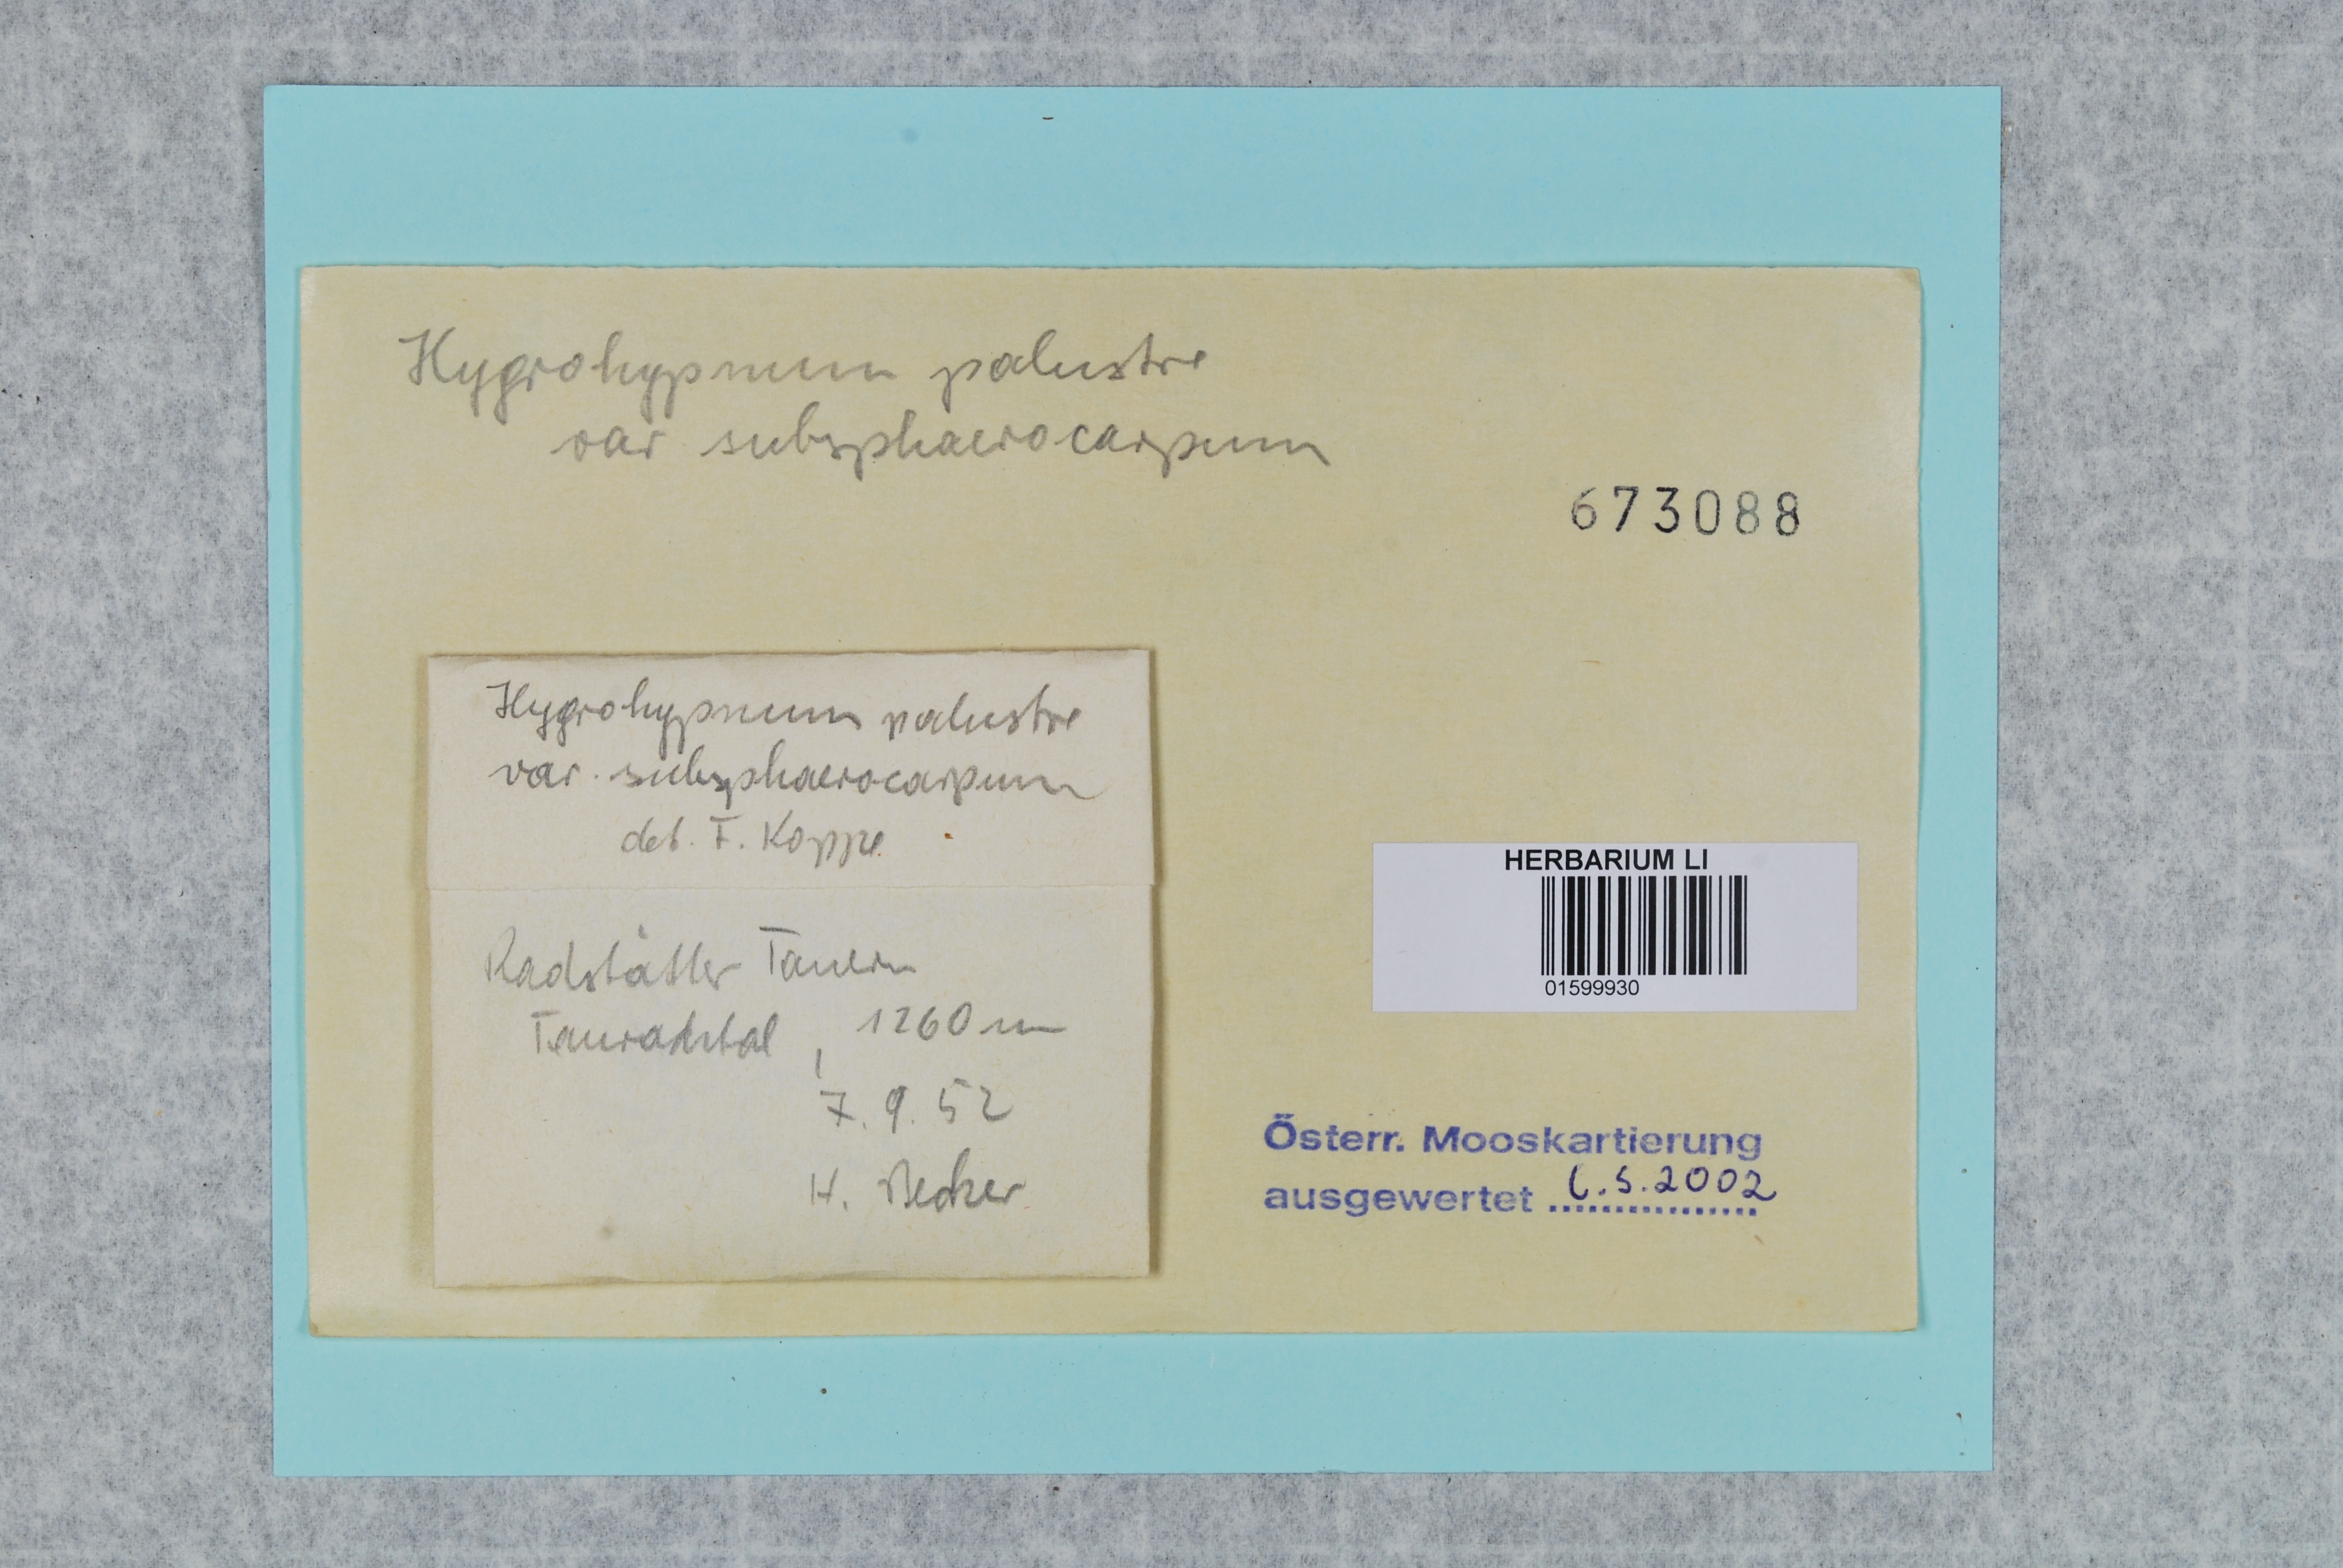 Hygrohypnum palustre
var subsphaerocarpum
673088
Hygrohypnum palustre
var. subsphaerocarpum
det. F. Koppe
Radstätter Tauern
Taurachtal, 1260 m
7. 9. 52
H. Becker
HERBARIUM LI
01599930
Österr. Mooskartierung
ausgewertet 6.5.2002